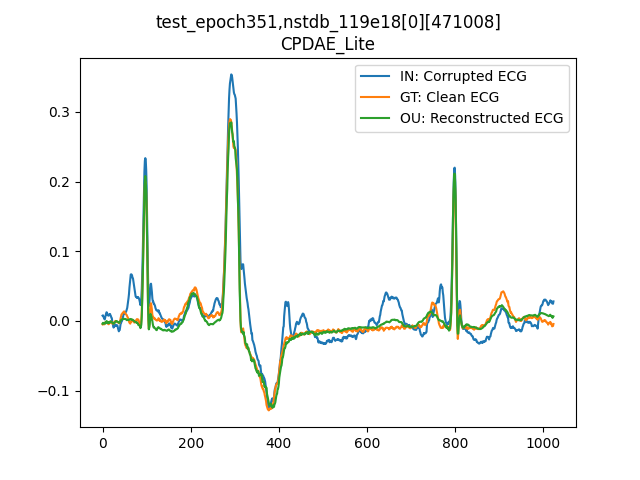 test_epoch351,nstdb_119e18[0][471008]
CPDAE_Lite
IN: Corrupted ECG
GT: Clean ECG
OU: Reconstructed ECG
0.3
0.2
0.1
0.0
−0.1
0 200 400 600 800 1000